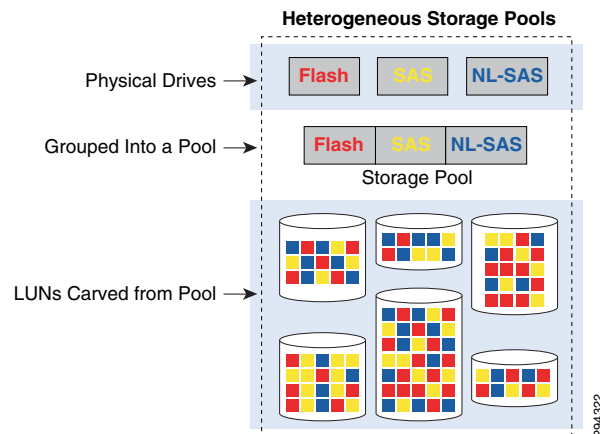 Heterogeneous Storage Pools
Physical Drives
Flash SAS NL-SAS
Grouped Into a Pool
Flash SAS NL-SAS
Storage Pool
LUNs Carved from Pool
294322